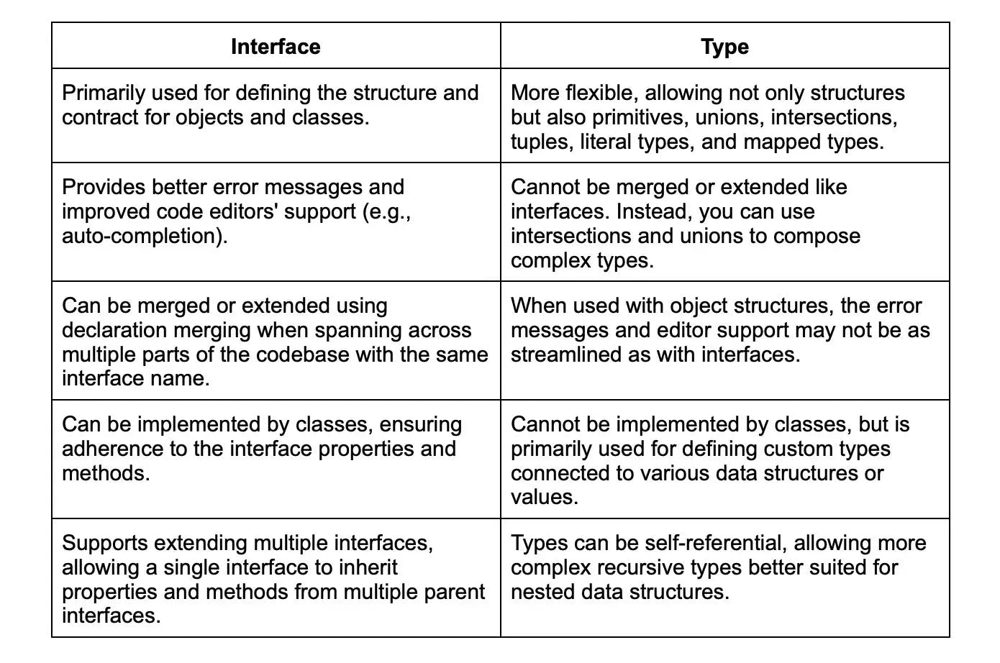 Interface
Type
Primarily used for defining the structure and
contract for objects and classes.
More flexible, allowing not only structures
but also primitives, unions, intersections,
tuples, literal types, and mapped types.
Provides better error messages and
improved code editors' support (e.g.,
auto-completion).
Cannot be merged or extended like
interfaces. Instead, you can use
intersections and unions to compose
complex types.
Can be merged or extended using
declaration merging when spanning across
multiple parts of the codebase with the same
interface name.
When used with object structures, the error
messages and editor support may not be as
streamlined as with interfaces.
Can be implemented by classes, ensuring
adherence to the interface properties and
methods.
Cannot be implemented by classes, but is
primarily used for defining custom types
connected to various data structures or
values.
Supports extending multiple interfaces,
allowing a single interface to inherit
properties and methods from multiple parent
interfaces.
Types can be self-referential, allowing more
complex recursive types better suited for
nested data structures.